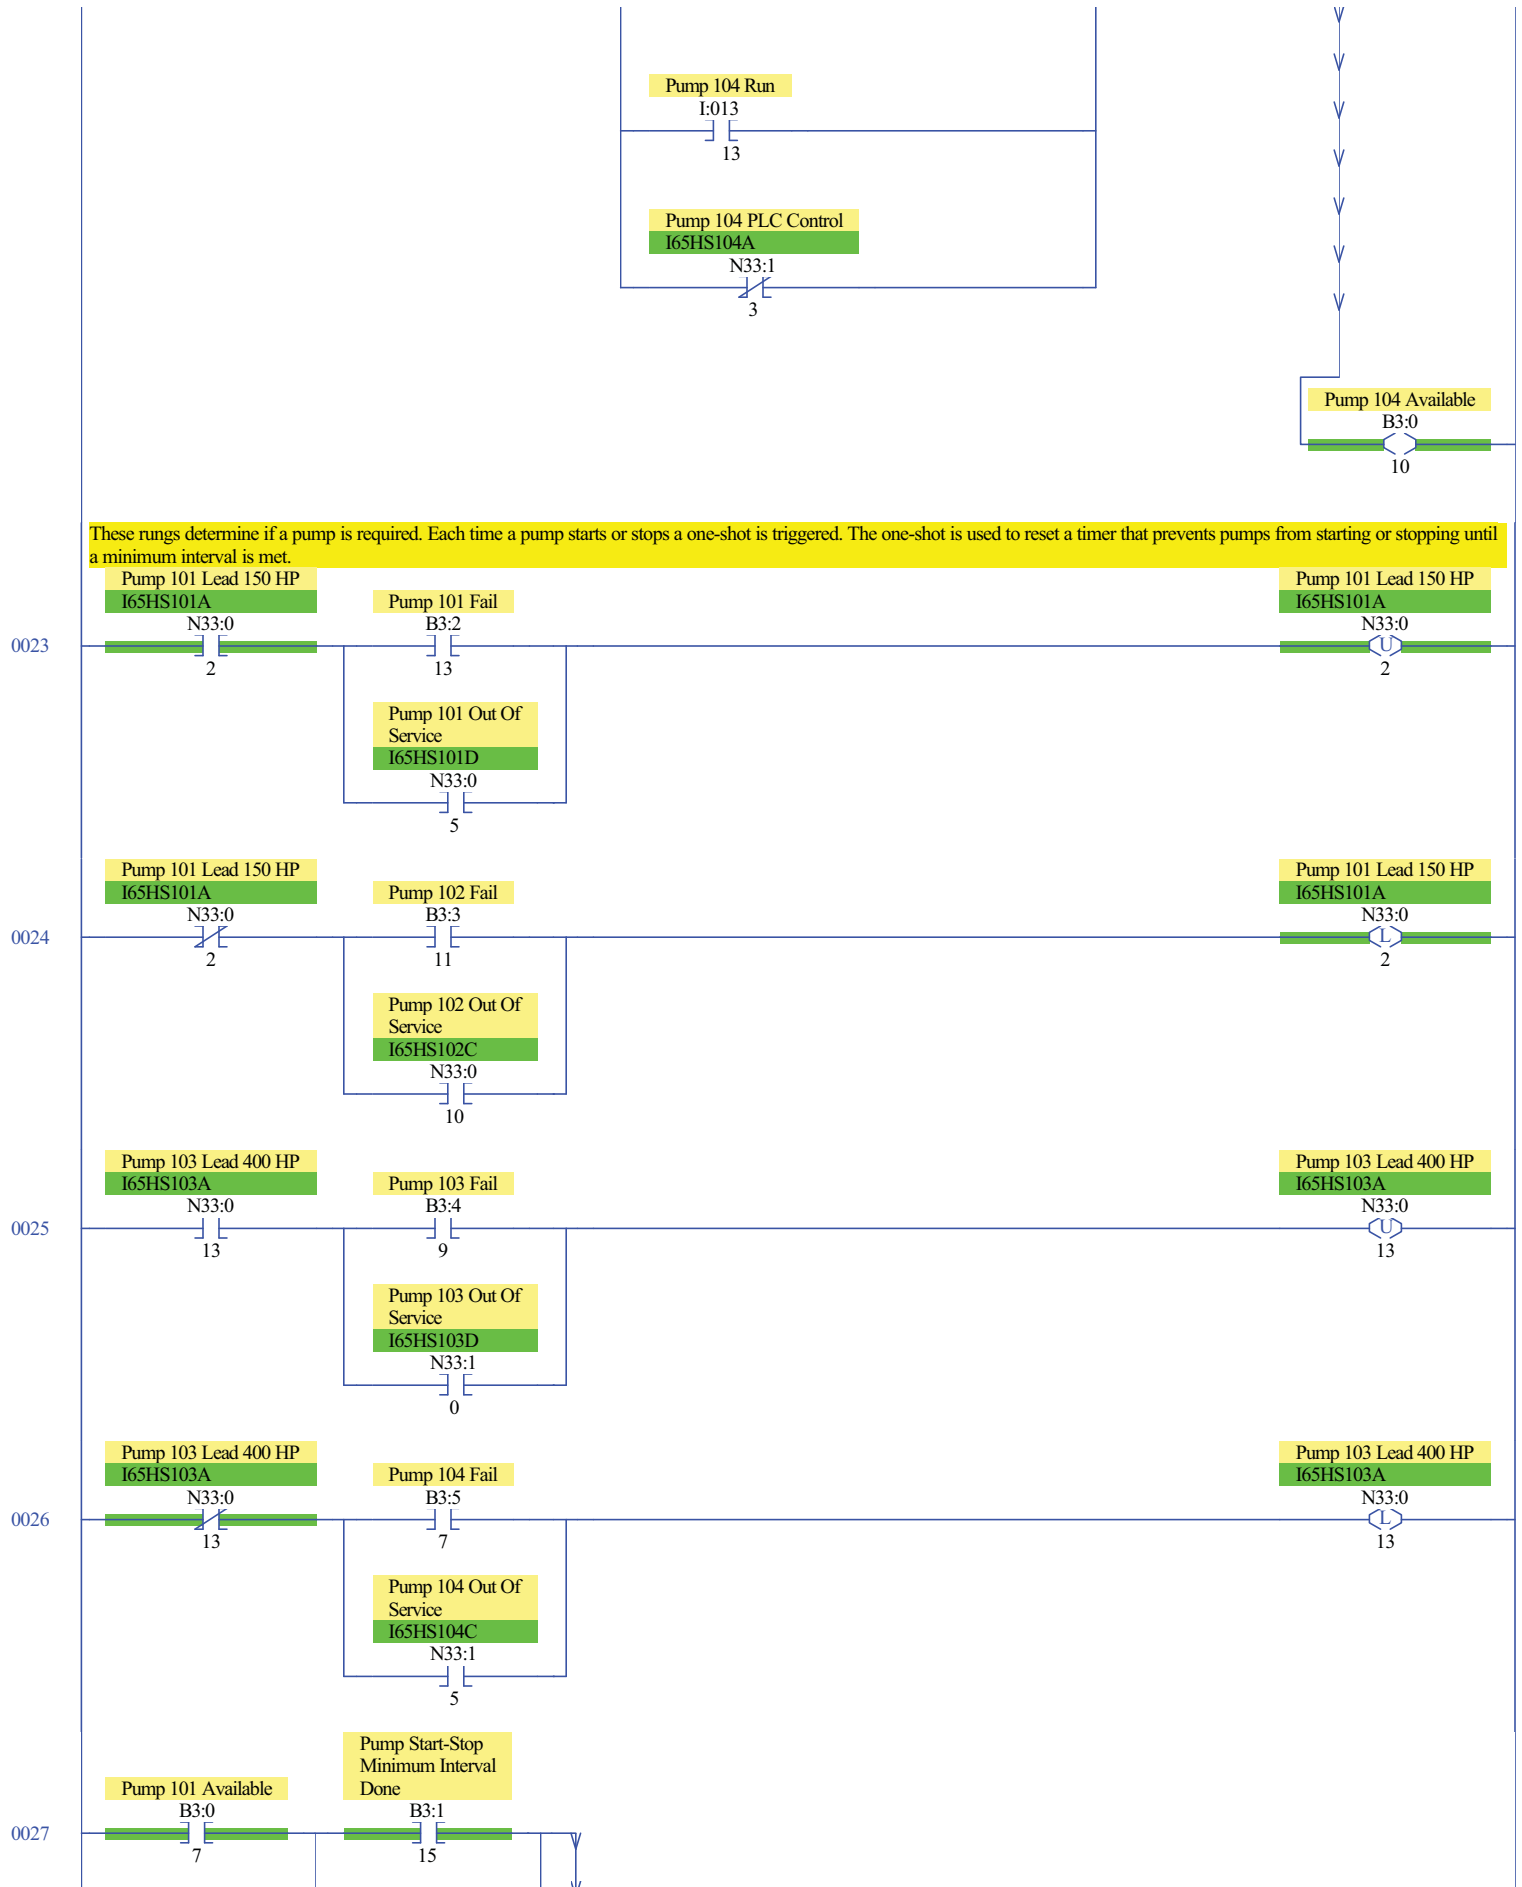 Pump 104 Run
I:013
13
Pump 104 PLC Control
I65HS104A
N33:1
3
Pump 104 Available
B3:0
10
These rungs determine if a pump is required. Each time a pump starts or stops a one-shot is triggered. The one-shot is used to reset a timer that prevents pumps from starting or stopping until
a minimum interval is met.
Pump 101 Lead 150 HP
I65HS101A
N33:0
2
Pump 101 Fail
B3:2
13
Pump 101 Lead 150 HP
I65HS101A
N33:0
U
2
0023
Pump 101 Out Of
Service
I65HS101D
N33:0
5
Pump 101 Lead 150 HP
I65HS101A
N33:0
2
Pump 102 Fail
B3:3
11
Pump 101 Lead 150 HP
I65HS101A
N33:0
L
2
0024
Pump 102 Out Of
Service
I65HS102C
N33:0
10
Pump 103 Lead 400 HP
I65HS103A
N33:0
13
Pump 103 Fail
B3:4
9
Pump 103 Lead 400 HP
I65HS103A
N33:0
U
13
0025
Pump 103 Out Of
Service
I65HS103D
N33:1
0
Pump 103 Lead 400 HP
I65HS103A
N33:0
13
Pump 104 Fail
B3:5
7
Pump 103 Lead 400 HP
I65HS103A
N33:0
L
13
0026
Pump 104 Out Of
Service
I65HS104C
N33:1
5
Pump 101 Available
B3:0
7
Pump Start-Stop
Minimum Interval
Done
B3:1
15
0027